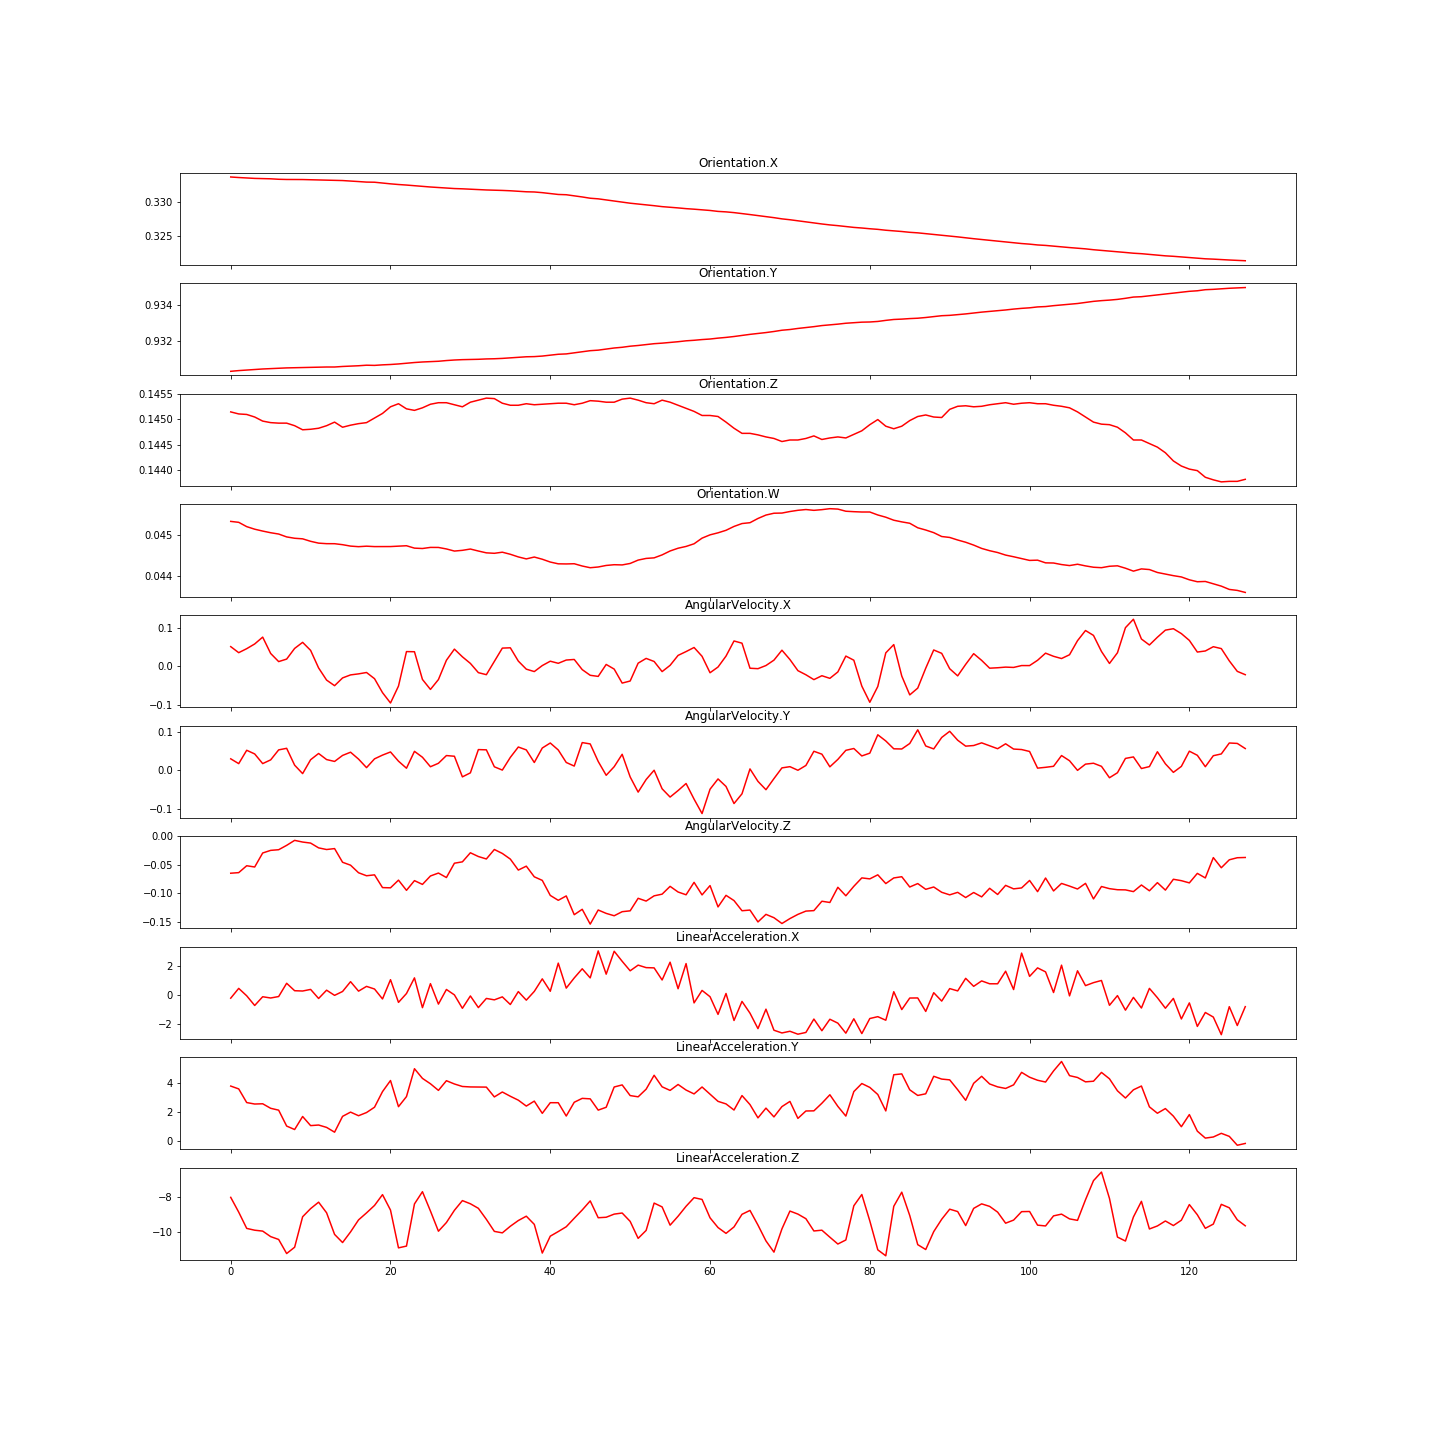 Orientation.X
0.330
0.325
Orientation.Y
0.934
0.932
Orientation.Z
0.1455
0.1450
0.1445
0.1440
Orientation.W
0.045
0.044
AngularVelocity.X
0.1
0.0
−0.1
AngularVelocity.Y
0.1
0.0
−0.1
AngularVelocity.Z
0.00
−0.05
−0.10
−0.15
LinearAcceleration.X
2
0
−2
LinearAcceleration.Y
4
2
0
LinearAcceleration.Z
−8
−10
0 20 40 60 80 100 120